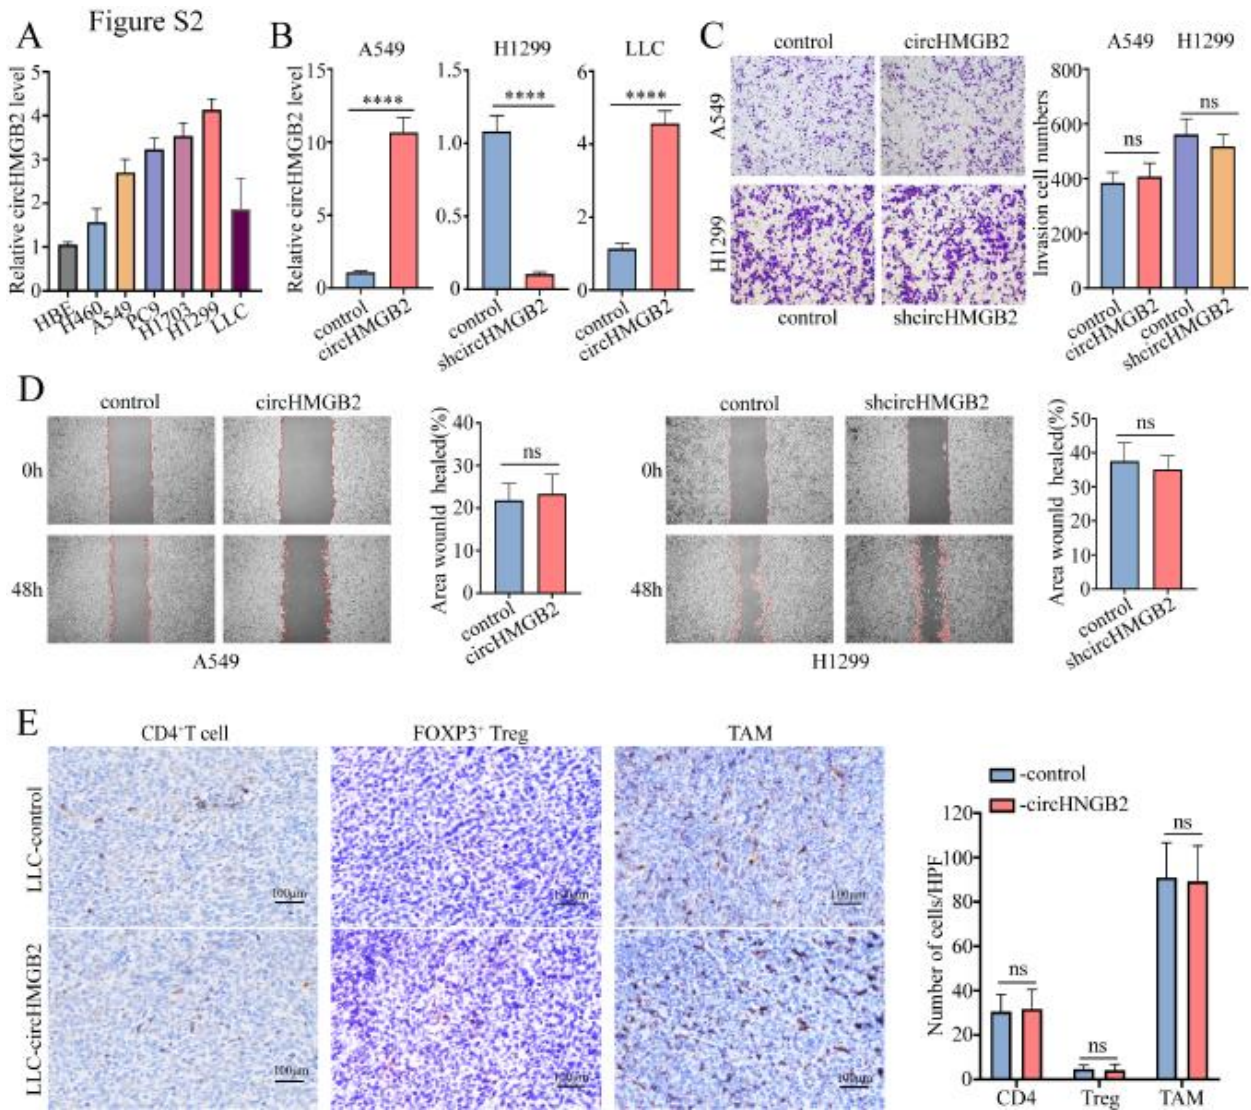 Figure S2
A
Relative circHMGB2 level
5
4
3
2
1
0
HBE
H460
A549
PC9
H1703
H1299
LLC
B
Relative circHMGB2 level
A549
15
10
5
0
****
control
circHMGB2
H1299
1.5
1.0
0.5
0
****
control
shcircHMGB2
LLC
6
4
2
0
****
control
circHMGB2
C
control
circHMGB2
A549
H1299
control
shcircHMGB2
A549
H1299
Invasion cell numbers
800
600
400
200
0
ns
ns
control
circHMGB2
control
shcircHMGB2
D
control
circHMGB2
0h
48h
A549
Area wounld healed(%)
40
30
20
10
0
ns
control
circHMGB2
control
shcircHMGB2
0h
48h
H1299
Area wounld healed(%)
50
40
30
20
10
0
ns
control
shcircHMGB2
E
CD4⁺T cell
FOXP3⁺ Treg
TAM
LLC-control
100μm
100μm
100μm
LLC-circHMGB2
100μm
100μm
100μm
-control
-circHNGB2
Number of cells/HPF
120
100
80
60
40
20
0
ns
ns
ns
CD4
Treg
TAM